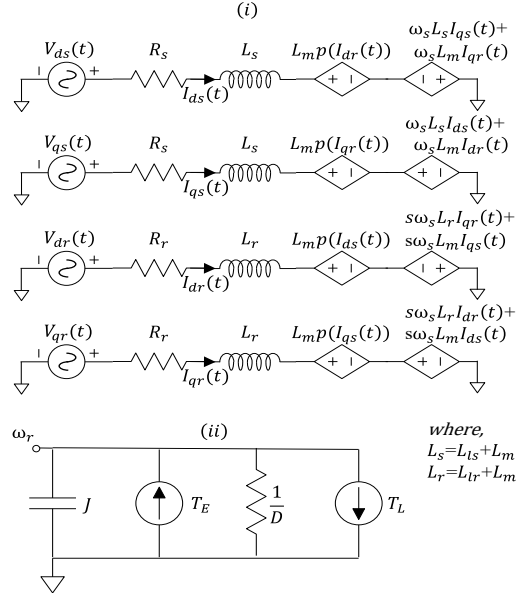 (i)
V_ds(t) R_s L_s L_m p(I_dr(t)) ω_s L_s I_qs(t)+
ω_s L_m I_qr(t)
− + I_ds(t) + − − +
V_qs(t) R_s L_s L_m p(I_qr(t)) ω_s L_s I_ds(t)+
ω_s L_m I_dr(t)
− + I_qs(t) + − + −
V_dr(t) R_r L_r L_m p(I_ds(t)) sω_s L_r I_qr(t)+
sω_s L_m I_qs(t)
− + I_dr(t) + − − +
V_qr(t) R_r L_r L_m p(I_qs(t)) sω_s L_r I_dr(t)+
sω_s L_m I_ds(t)
− + I_qr(t) + − + −
(ii)
ω_r
J T_E 1/D T_L
where,
L_s=L_ls+L_m
L_r=L_lr+L_m